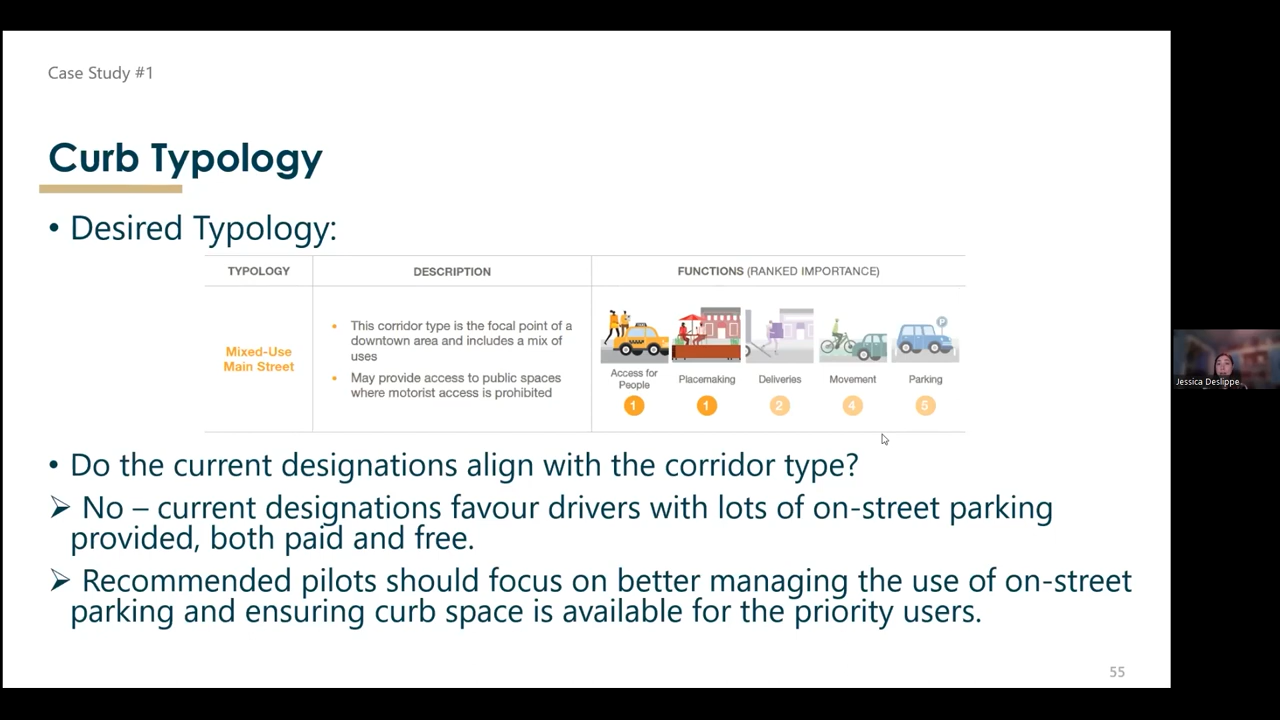 Case Study #1
Curb Typology
• Desired Typology:
TYPOLOGY
DESCRIPTION
FUNCTIONS (RANKED IMPORTANCE)
Mixed-Use
Main Street
• This corridor type is the focal point of a
downtown area and includes a mix of
uses
• May provide access to public spaces
where motorist access is prohibited
P
Access for
People
Placemaking
Deliveries
Movement
Parking
1
1
2
4
5
• Do the current designations align with the corridor type?
➢ No – current designations favour drivers with lots of on-street parking
provided, both paid and free.
➢ Recommended pilots should focus on better managing the use of on-street
parking and ensuring curb space is available for the priority users.
55
Jessica Deslippe